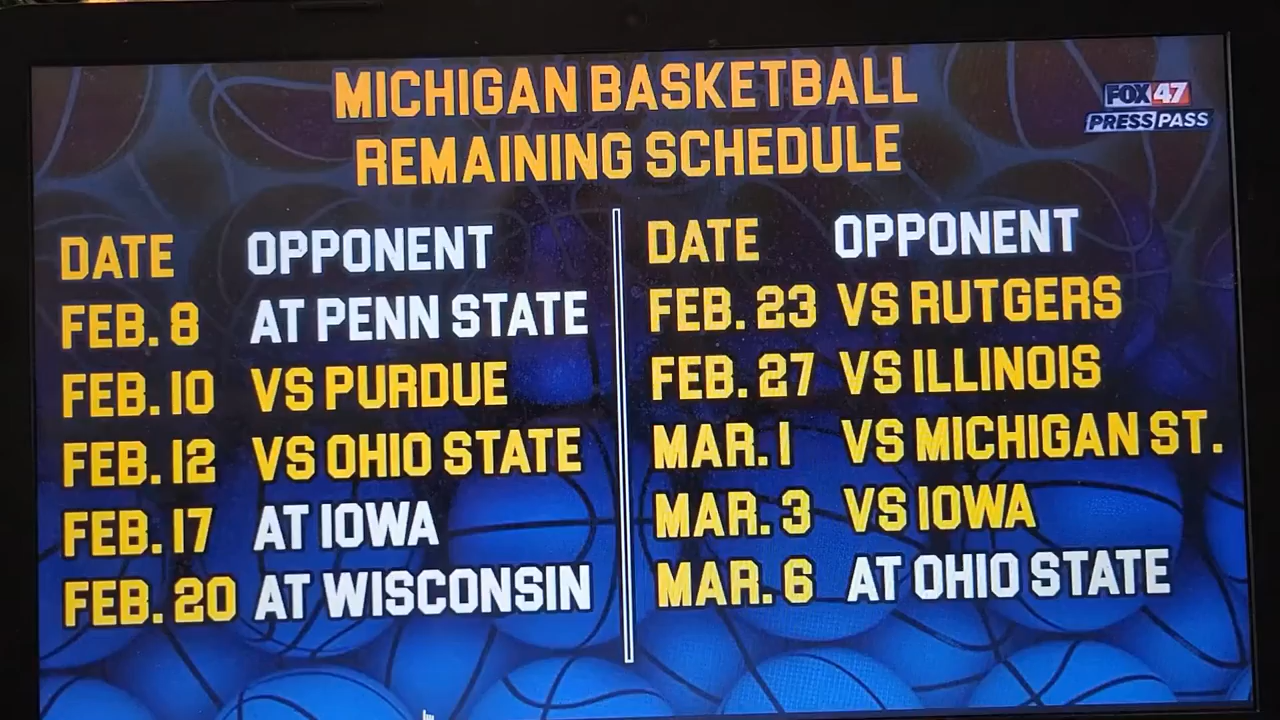 MICHIGAN BASKETBALL
REMAINING SCHEDULE
FOX 47
PRESS PASS
DATE OPPONENT
FEB. 8 AT PENN STATE
FEB. 10 VS PURDUE
FEB. 12 VS OHIO STATE
FEB. 17 AT IOWA
FEB. 20 AT WISCONSIN
DATE OPPONENT
FEB. 23 VS RUTGERS
FEB. 27 VS ILLINOIS
MAR. 1 VS MICHIGAN ST.
MAR. 3 VS IOWA
MAR. 6 AT OHIO STATE